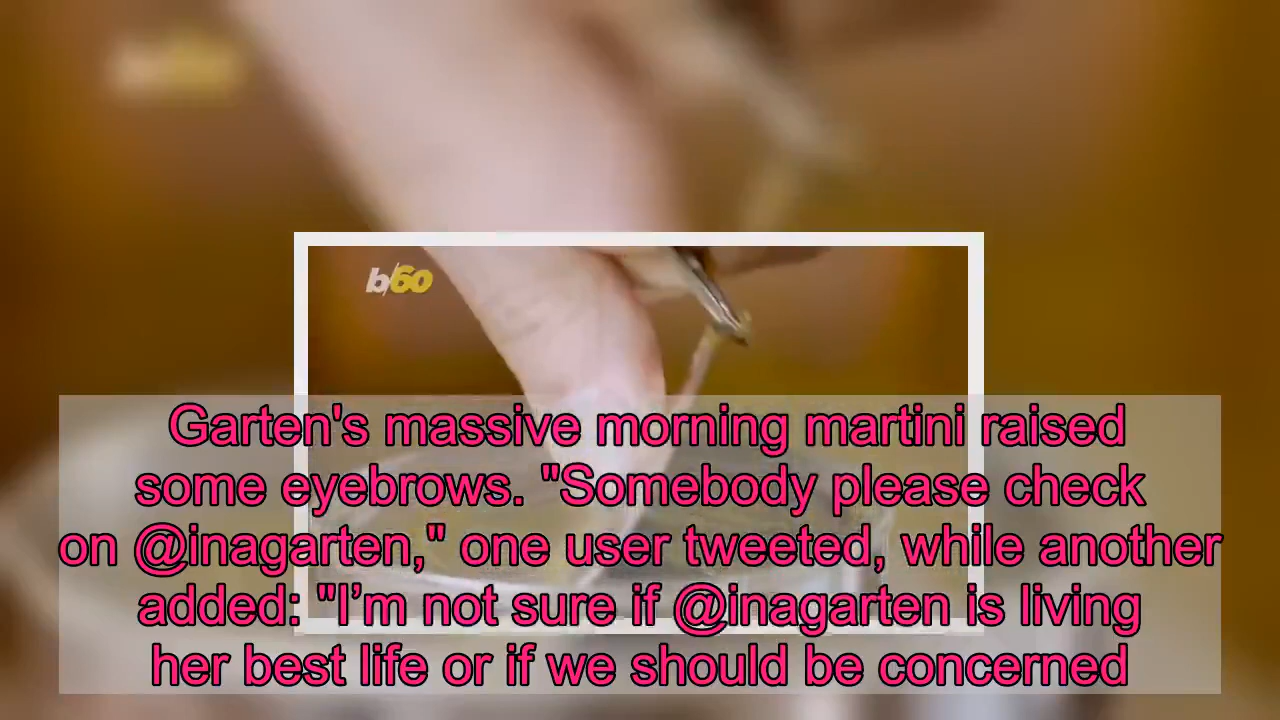 b/60
Garten's massive morning martini raised
some eyebrows. "Somebody please check
on @inagarten," one user tweeted, while another
added: "I’m not sure if @inagarten is living
her best life or if we should be concerned